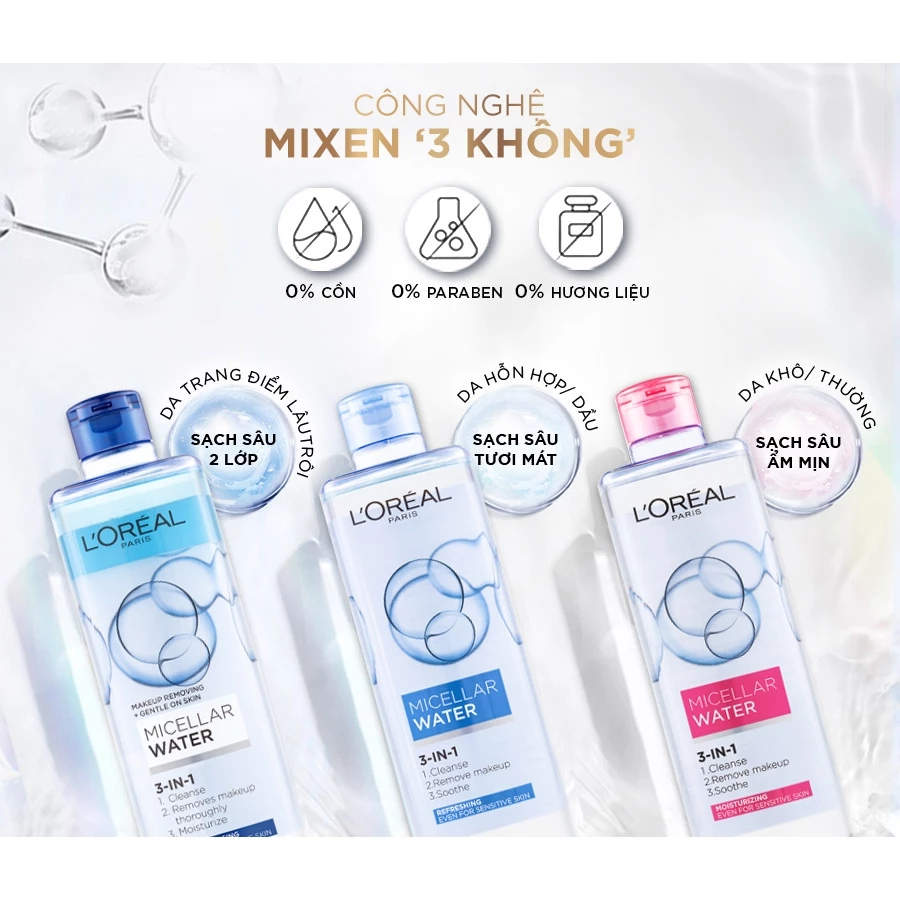 CÔNG NGHỆ
MIXEN ‘3 KHÔNG’
0% CỒN
0% PARABEN
0% HƯƠNG LIỆU
DA TRANG ĐIỂM LÂUTRÔI
SẠCH SÂU
2 LỚP
DA HỖN HỢP/ DẦU
SẠCH SÂU
TƯƠI MÁT
DA KHÔ/ THƯỜNG
SẠCH SÂU
ẨM MỊN
L'ORÉAL
PARIS
MAKEUP REMOVING
+ GENTLE ON SKIN
MICELLAR
WATER
3-IN-1
1. Cleanse
2. Removes makeup
thoroughly
3. Moisturize
L'ORÉAL
PARIS
MICELLAR
WATER
3-IN-1
1.Cleanse
2.Remove makeup
3.Soothe
REFRESHING
EVEN FOR SENSITIVE SKIN
L'ORÉAL
PARIS
MICELLAR
WATER
3-IN-1
1.Cleanse
2.Remove makeup
3.Soothe
MOISTURIZING
EVEN FOR SENSITIVE SKIN